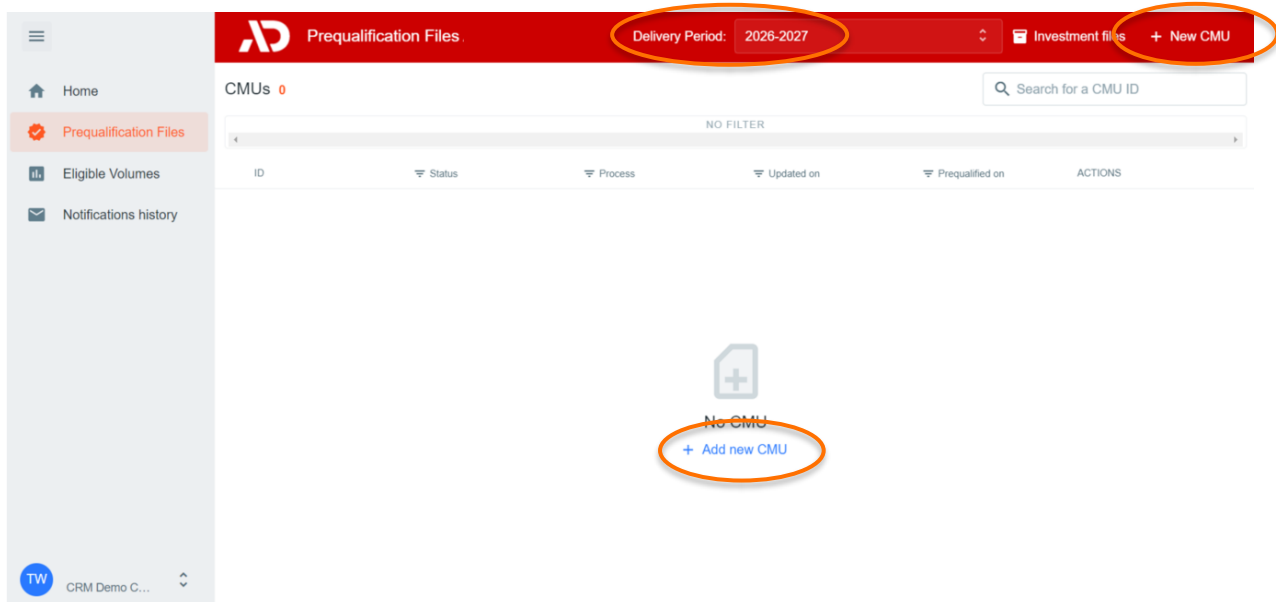 Prequalification Files
Delivery Period: 2026-2027
Investment files
+ New CMU
Home
Prequalification Files
Eligible Volumes
Notifications history
TW
CRM Demo C...
CMUs 0
Search for a CMU ID
NO FILTER
ID Status Process Updated on Prequalified on ACTIONS
No CMU
+ Add new CMU